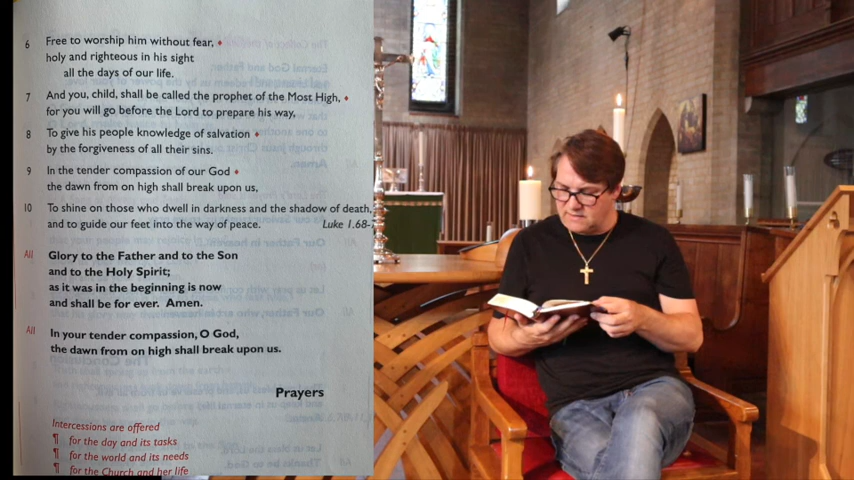 6 Free to worship him without fear, ♦
holy and righteous in his sight
all the days of our life.
7 And you, child, shall be called the prophet of the Most High, ♦
for you will go before the Lord to prepare his way,
8 To give his people knowledge of salvation ♦
by the forgiveness of all their sins.
9 In the tender compassion of our God ♦
the dawn from on high shall break upon us,
10 To shine on those who dwell in darkness and the shadow of death,
and to guide our feet into the way of peace. Luke 1.68-
All Glory to the Father and to the Son
and to the Holy Spirit;
as it was in the beginning is now
and shall be for ever. Amen.
All In your tender compassion, O God,
the dawn from on high shall break upon us.
Prayers
Intercessions are offered
¶ for the day and its tasks
¶ for the world and its needs
¶ for the Church and her life